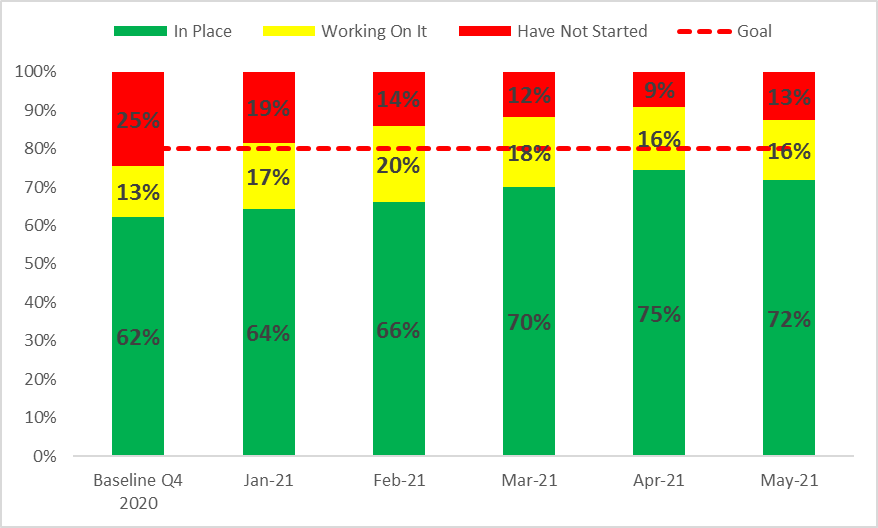 In Place Working On It Have Not Started Goal
100%
90%
80%
70%
60%
50%
40%
30%
20%
10%
0%
25% 19% 14% 12% 9% 13%
13% 17% 20% 18% 16% 16%
62% 64% 66% 70% 75% 72%
Baseline Q4 Jan-21 Feb-21 Mar-21 Apr-21 May-21
2020